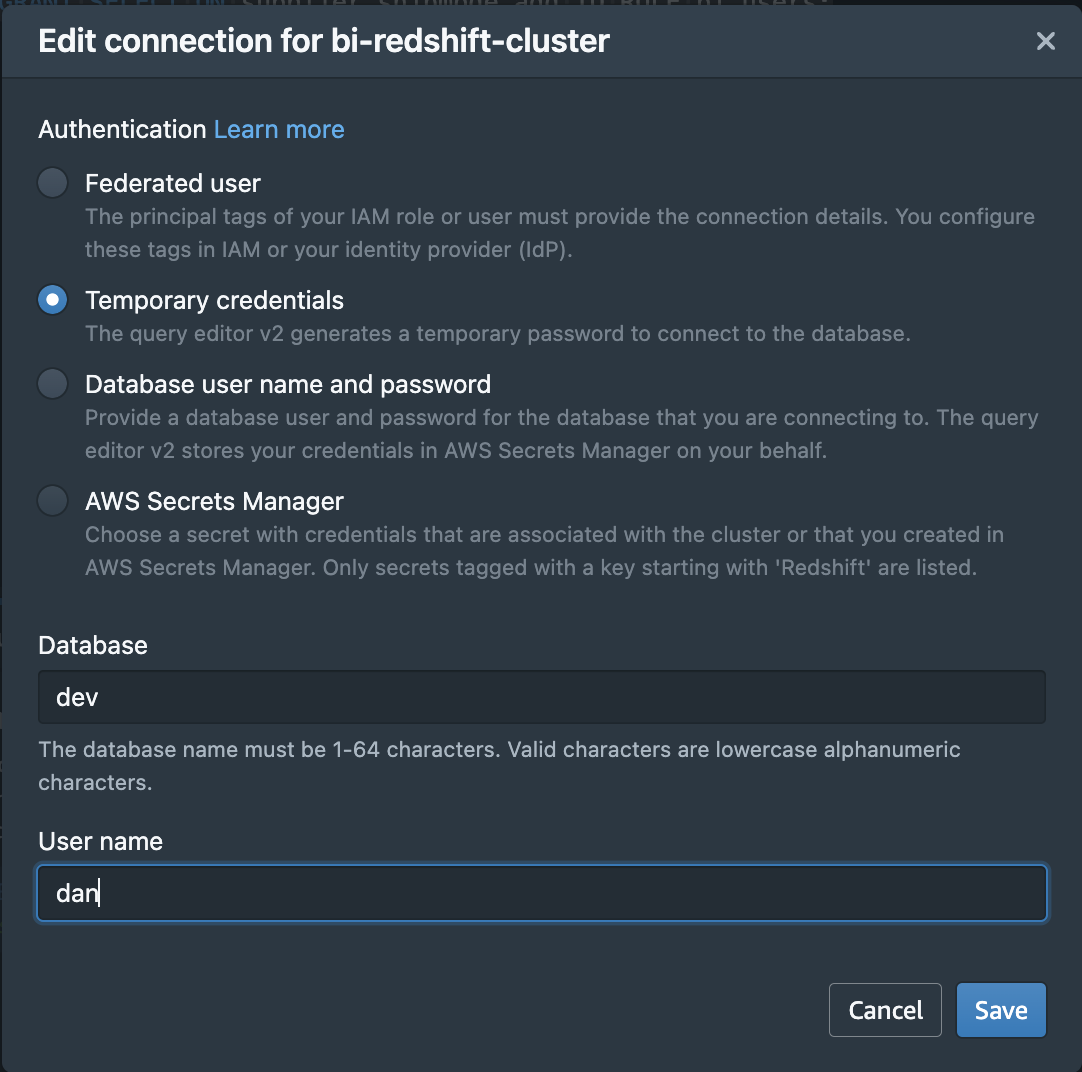 Edit connection for bi-redshift-cluster
Authentication Learn more
Federated user
The principal tags of your IAM role or user must provide the connection details. You configure
these tags in IAM or your identity provider (IdP).
Temporary credentials
The query editor v2 generates a temporary password to connect to the database.
Database user name and password
Provide a database user and password for the database that you are connecting to. The query
editor v2 stores your credentials in AWS Secrets Manager on your behalf.
AWS Secrets Manager
Choose a secret with credentials that are associated with the cluster or that you created in
AWS Secrets Manager. Only secrets tagged with a key starting with 'Redshift' are listed.
Database
dev
The database name must be 1-64 characters. Valid characters are lowercase alphanumeric
characters.
User name
dan
Cancel Save